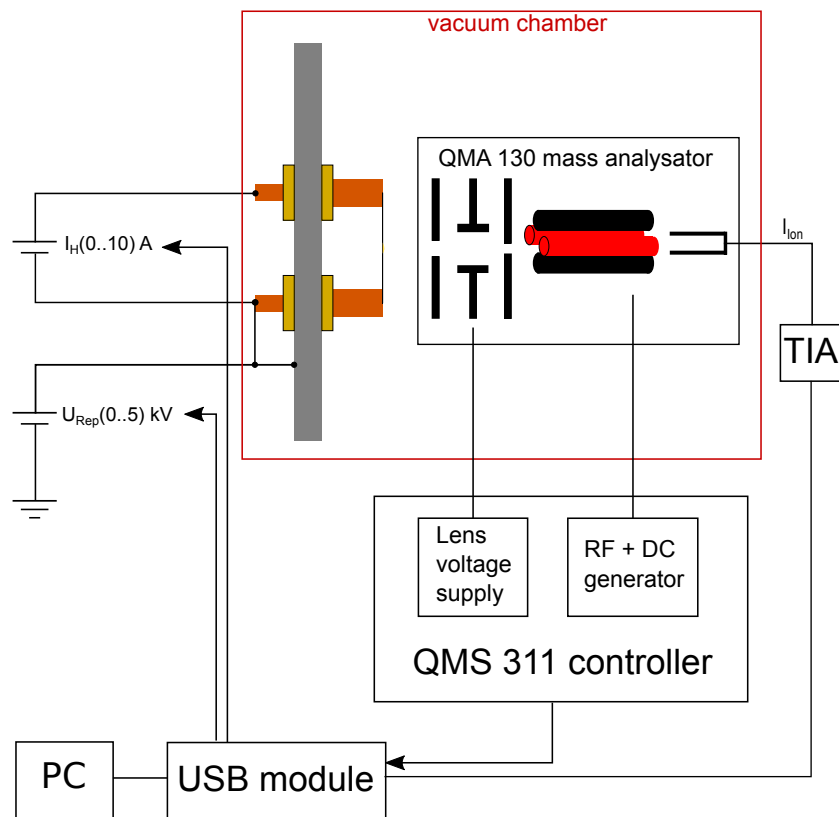 vacuum chamber
QMA 130 mass analysator
I_H(0..10) A
I_Ion
TIA
U_Rep(0..5) kV
Lens
voltage
supply
RF + DC
generator
QMS 311 controller
PC
USB module